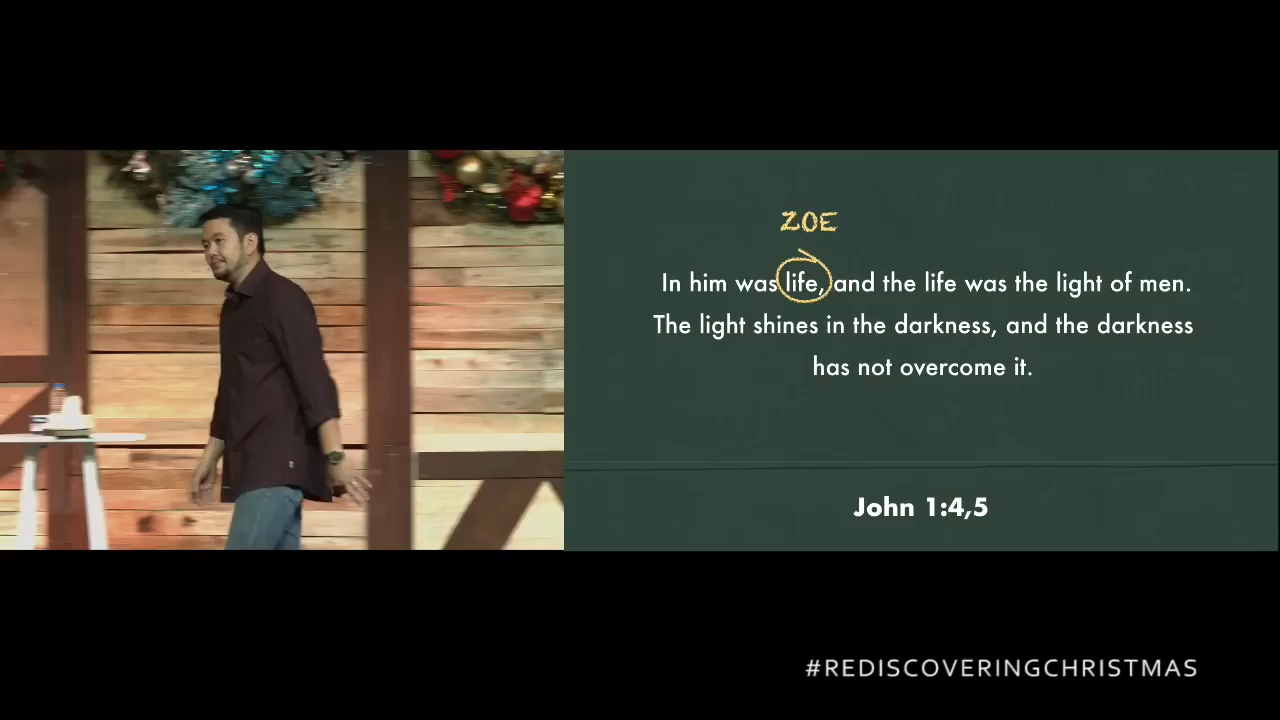 ZOE
In him was life, and the life was the light of men.
The light shines in the darkness, and the darkness
has not overcome it.
John 1:4,5
#REDISCOVERINGCHRISTMAS